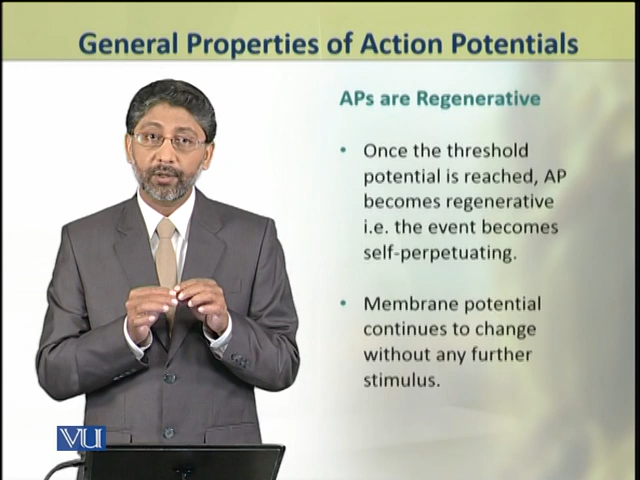 General Properties of Action Potentials
APs are Regenerative
• Once the threshold
potential is reached, AP
becomes regenerative
i.e. the event becomes
self-perpetuating.
• Membrane potential
continues to change
without any further
stimulus.
VU